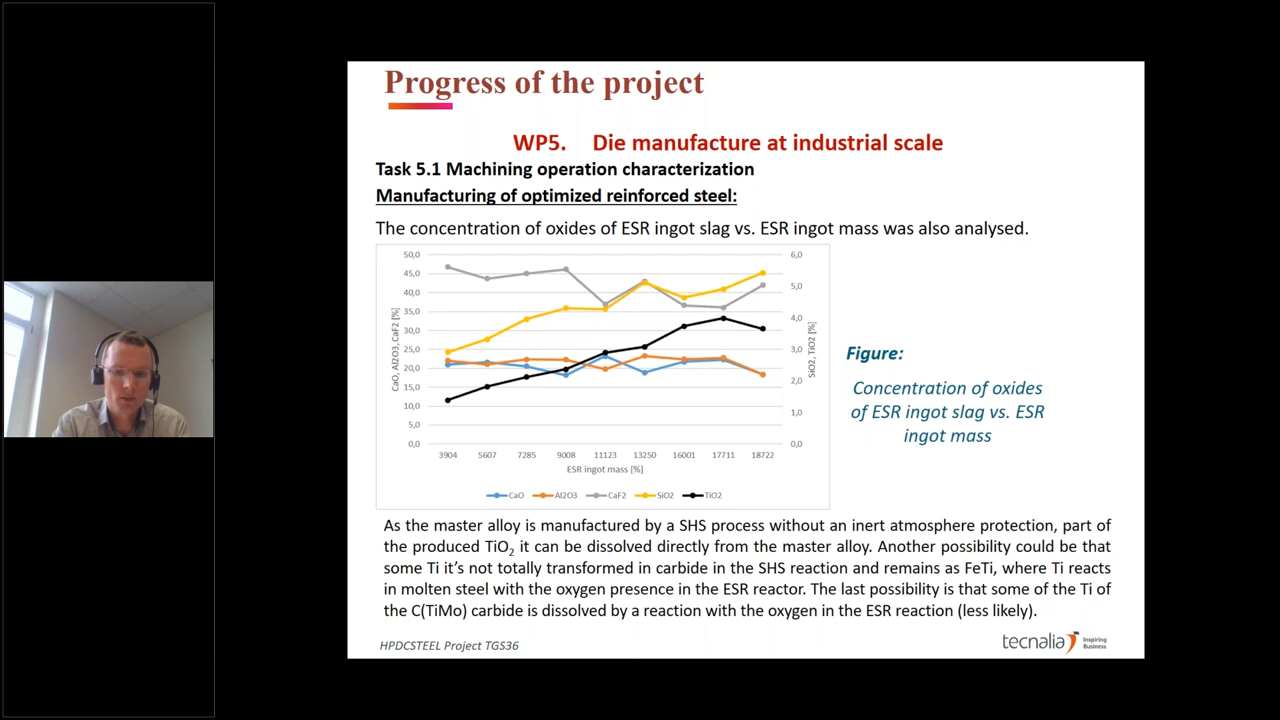 Progress of the project
WP5. Die manufacture at industrial scale
Task 5.1 Machining operation characterization
Manufacturing of optimized reinforced steel:
The concentration of oxides of ESR ingot slag vs. ESR ingot mass was also analysed.
50,0
45,0
40,0
35,0
30,0
25,0
20,0
15,0
10,0
5,0
0,0
CaO, Al2O3, CaF2 [%]
6,0
5,0
4,0
3,0
2,0
1,0
0,0
SiO2, TiO2 [%]
3904 5607 7285 9008 11123 13250 16001 17711 18722
ESR ingot mass [%]
CaO Al2O3 CaF2 SiO2 TiO2
Figure:
Concentration of oxides
of ESR ingot slag vs. ESR
ingot mass
As the master alloy is manufactured by a SHS process without an inert atmosphere protection, part of
the produced TiO₂ it can be dissolved directly from the master alloy. Another possibility could be that
some Ti it’s not totally transformed in carbide in the SHS reaction and remains as FeTi, where Ti reacts
in molten steel with the oxygen presence in the ESR reactor. The last possibility is that some of the Ti of
the C(TiMo) carbide is dissolved by a reaction with the oxygen in the ESR reaction (less likely).
HPDCSTEEL Project TGS36
tecnalia Inspiring
Business